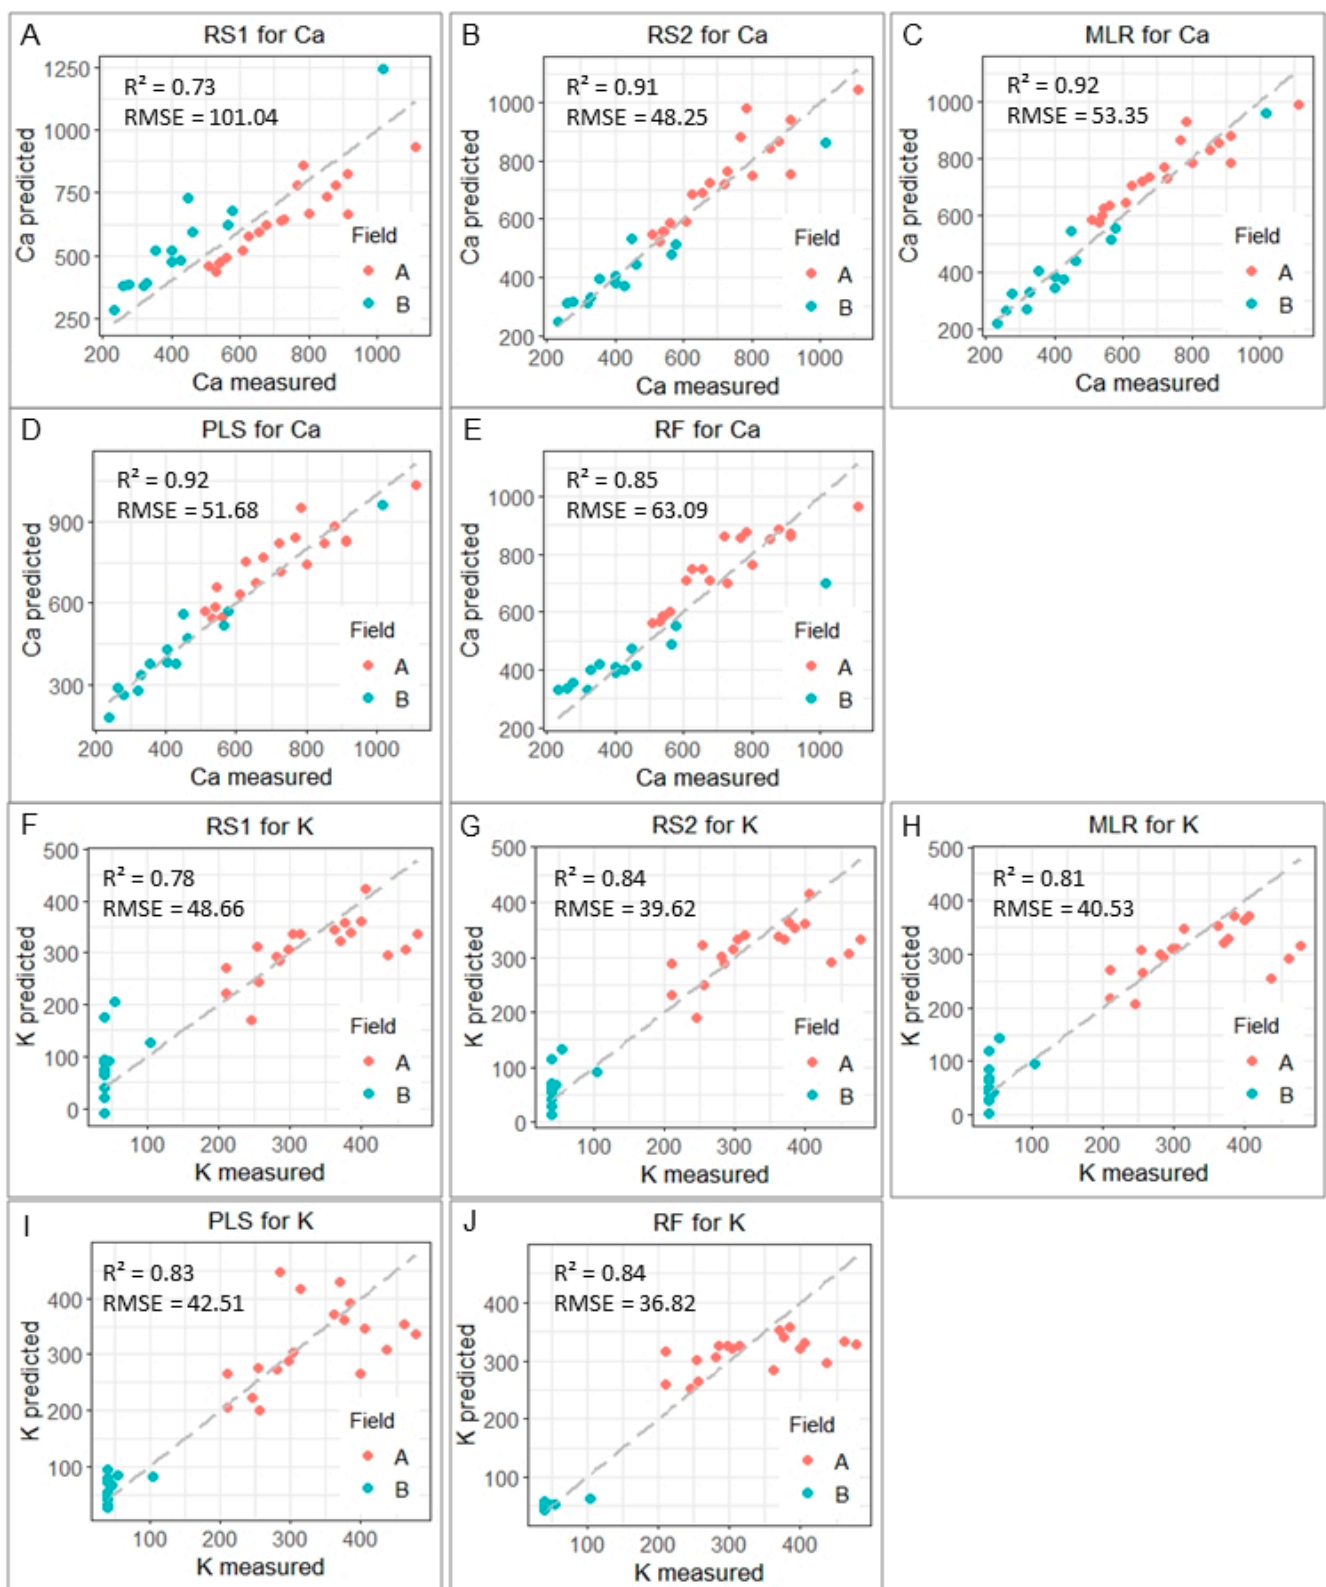 A
RS1 for Ca
R² = 0.73
RMSE = 101.04
Ca predicted
1250
1000
750
500
250
200 400 600 800 1000
Ca measured
Field
A
B
B
RS2 for Ca
R² = 0.91
RMSE = 48.25
Ca predicted
1000
800
600
400
200
200 400 600 800 1000
Ca measured
Field
A
B
C
MLR for Ca
R² = 0.92
RMSE = 53.35
Ca predicted
1000
800
600
400
200
200 400 600 800 1000
Ca measured
Field
A
B
D
PLS for Ca
R² = 0.92
RMSE = 51.68
Ca predicted
900
600
300
200 400 600 800 1000
Ca measured
Field
A
B
E
RF for Ca
R² = 0.85
RMSE = 63.09
Ca predicted
1000
800
600
400
200
200 400 600 800 1000
Ca measured
Field
A
B
F
RS1 for K
R² = 0.78
RMSE = 48.66
K predicted
500
400
300
200
100
0
100 200 300 400
K measured
Field
A
B
G
RS2 for K
R² = 0.84
RMSE = 39.62
K predicted
500
400
300
200
100
0
100 200 300 400
K measured
Field
A
B
H
MLR for K
R² = 0.81
RMSE = 40.53
K predicted
500
400
300
200
100
0
100 200 300 400
K measured
Field
A
B
I
PLS for K
R² = 0.83
RMSE = 42.51
K predicted
400
300
200
100
100 200 300 400
K measured
Field
A
B
J
RF for K
R² = 0.84
RMSE = 36.82
K predicted
400
300
200
100
100 200 300 400
K measured
Field
A
B